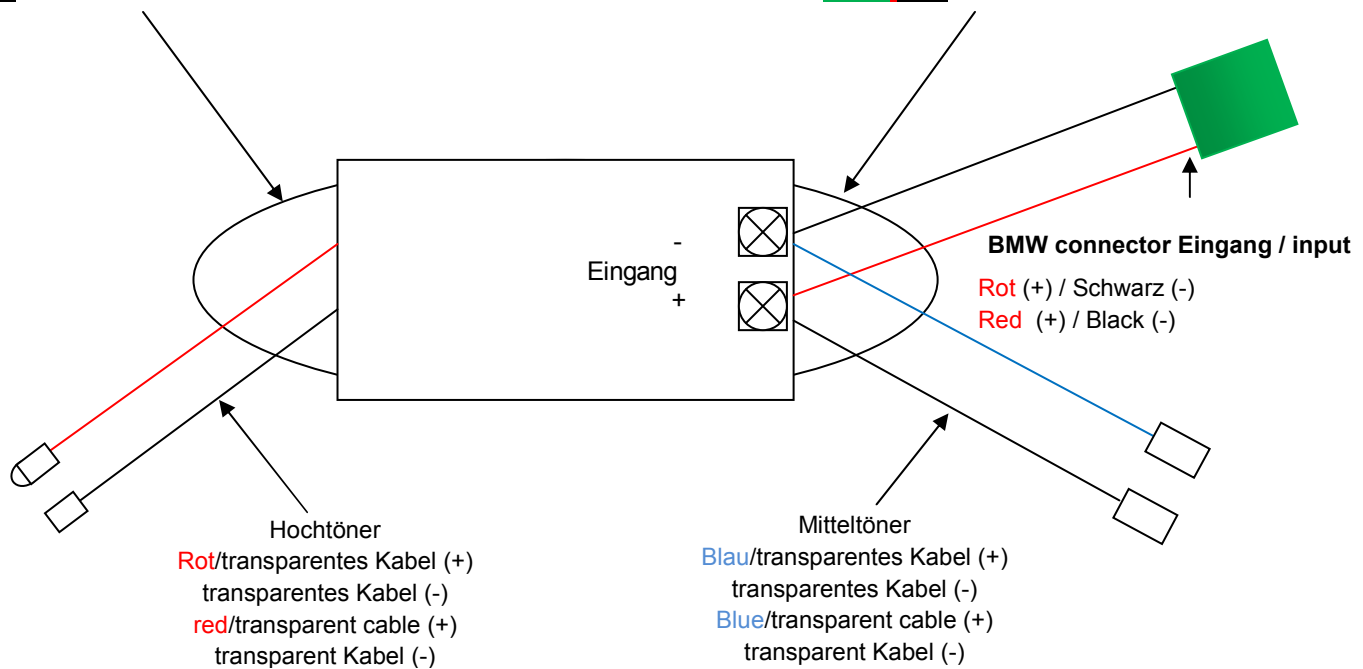 -
Eingang
+
BMW connector Eingang / input
Rot (+) / Schwarz (-)
Red (+) / Black (-)
Hochtöner
Rot/transparentes Kabel (+)
transparentes Kabel (-)
red/transparent cable (+)
transparent Kabel (-)
Mitteltöner
Blau/transparentes Kabel (+)
transparentes Kabel (-)
Blue/transparent cable (+)
transparent Kabel (-)